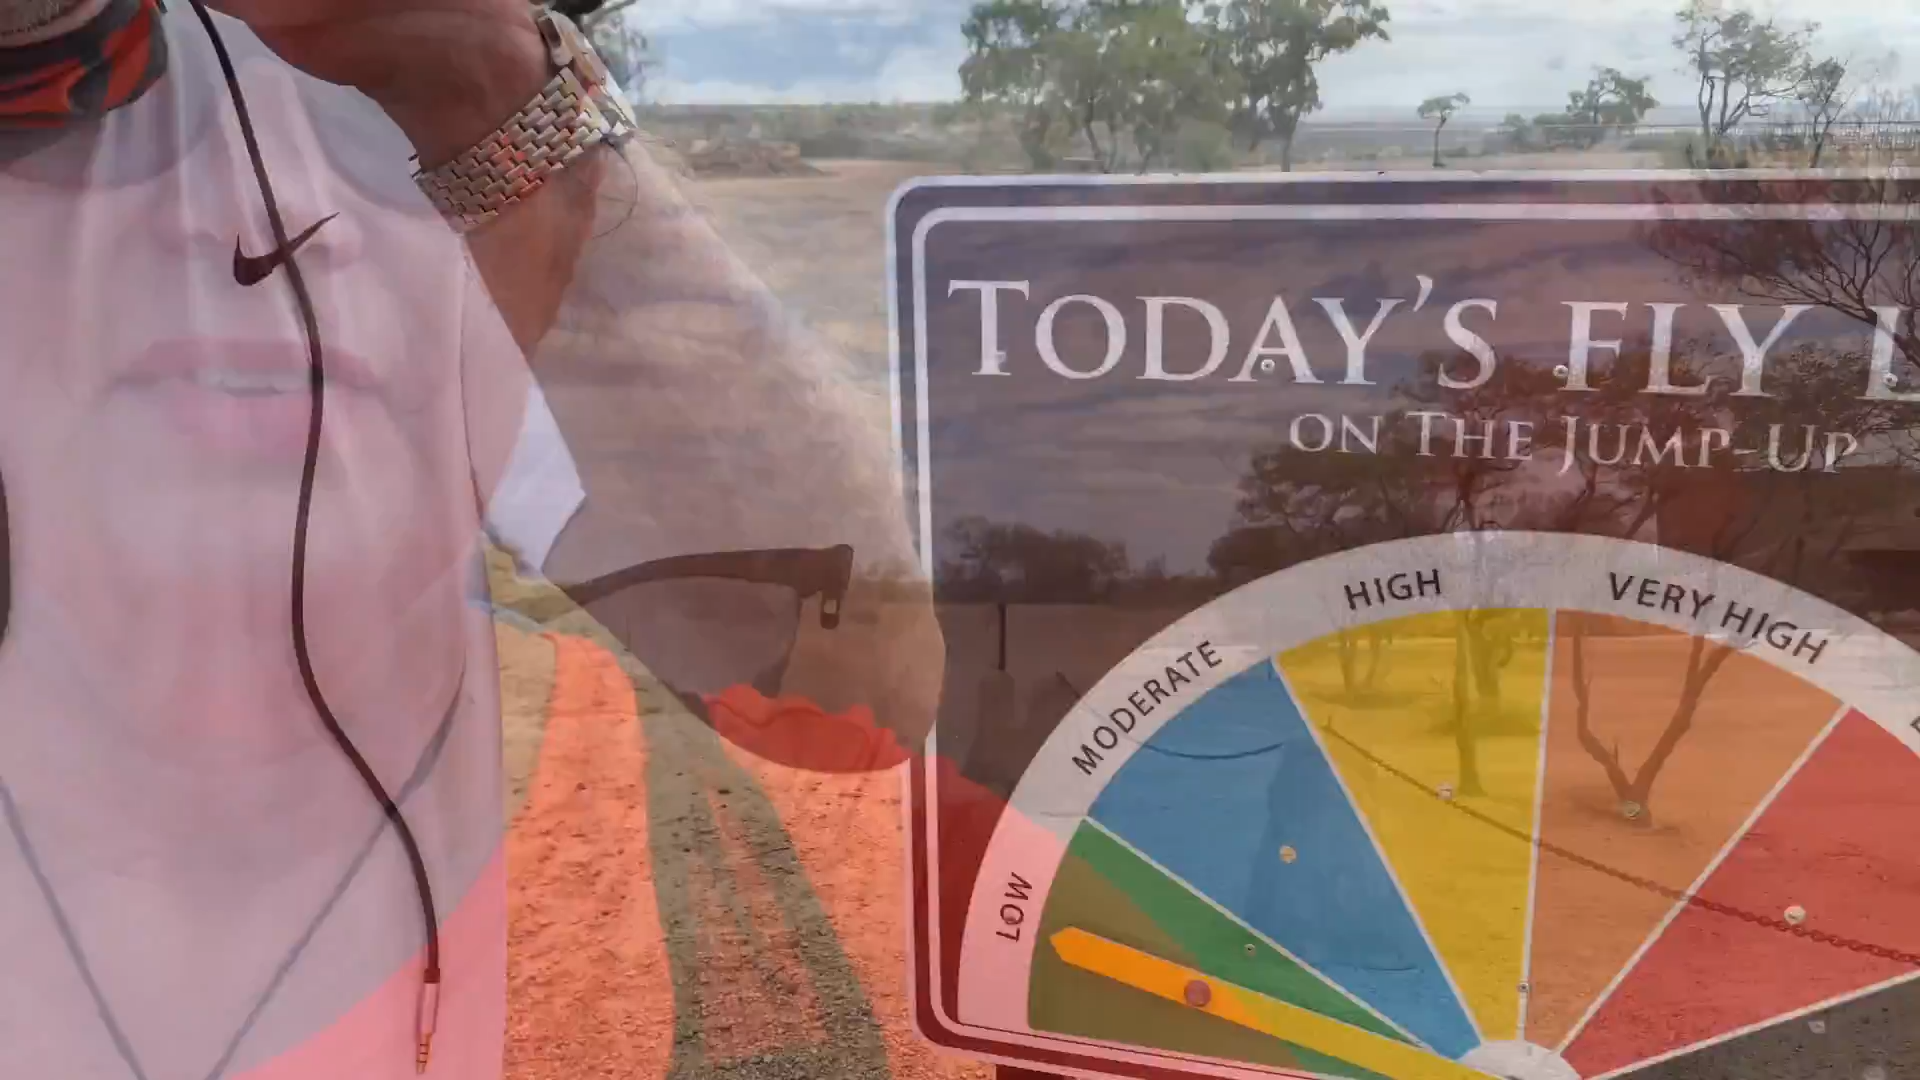 TODAY'S FLY
ON THE JUMP-UP
HIGH
VERY HIGH
MODERATE
LOW